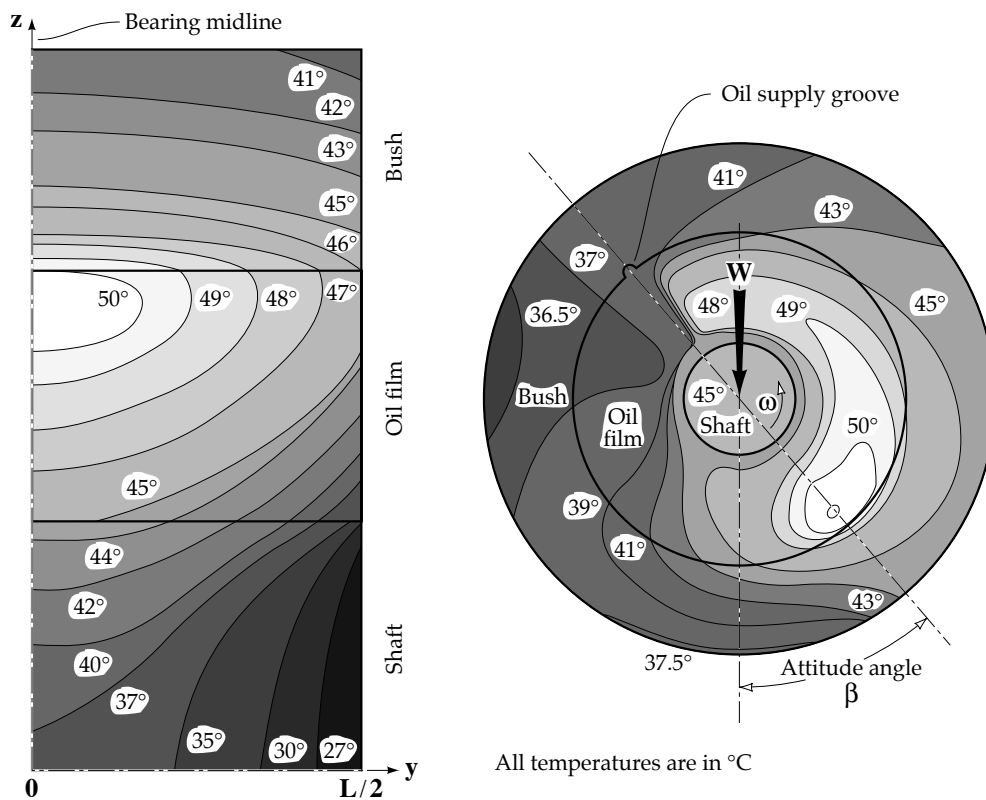 z
Bearing midline
41°
42°
43°
45°
46°
Bush
50°
49°
48°
47°
45°
Oil film
44°
42°
40°
37°
35°
30°
27°
Shaft
0
L/2
y
Oil supply groove
41°
43°
37°
W
36.5°
48°
49°
45°
Bush
Oil
film
45°
ω
Shaft
50°
39°
41°
43°
37.5°
Attitude angle
β
All temperatures are in °C